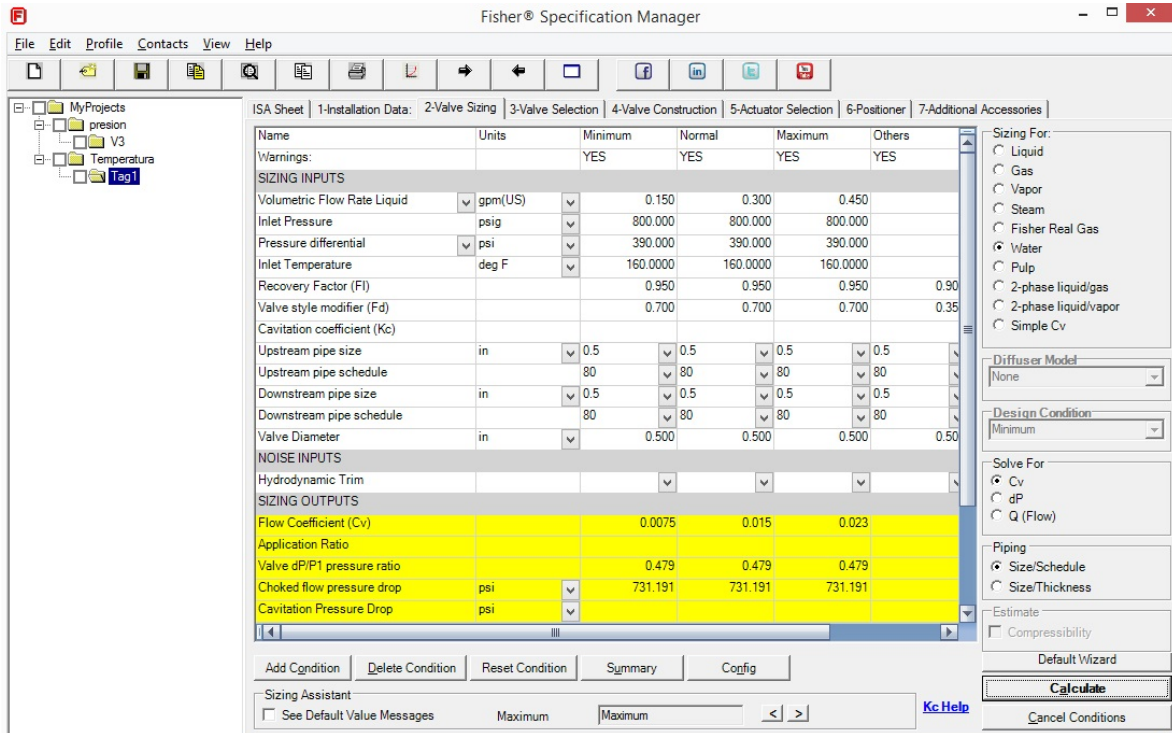 Fisher® Specification Manager
File Edit Profile Contacts View Help
MyProjects
presion
V3
Temperatura
Tag1
ISA Sheet 1-Installation Data: 2-Valve Sizing 3-Valve Selection 4-Valve Construction 5-Actuator Selection 6-Positioner 7-Additional Accessories
Name Units Minimum Normal Maximum Others
Warnings: YES YES YES YES
SIZING INPUTS
Volumetric Flow Rate Liquid gpm(US) 0.150 0.300 0.450
Inlet Pressure psig 800.000 800.000 800.000
Pressure differential psi 390.000 390.000 390.000
Inlet Temperature deg F 160.0000 160.0000 160.0000
Recovery Factor (Fl) 0.950 0.950 0.950 0.90
Valve style modifier (Fd) 0.700 0.700 0.700 0.35
Cavitation coefficient (Kc)
Upstream pipe size in 0.5 0.5 0.5 0.5
Upstream pipe schedule 80 80 80 80
Downstream pipe size in 0.5 0.5 0.5 0.5
Downstream pipe schedule 80 80 80 80
Valve Diameter in 0.500 0.500 0.500 0.50
NOISE INPUTS
Hydrodynamic Trim
SIZING OUTPUTS
Flow Coefficient (Cv) 0.0075 0.015 0.023
Application Ratio
Valve dP/P1 pressure ratio 0.479 0.479 0.479
Choked flow pressure drop psi 731.191 731.191 731.191
Cavitation Pressure Drop psi
Add Condition Delete Condition Reset Condition Summary Config
Sizing Assistant
See Default Value Messages Maximum Maximum < > Kc Help
Sizing For:
Liquid
Gas
Vapor
Steam
Fisher Real Gas
Water
Pulp
2-phase liquid/gas
2-phase liquid/vapor
Simple Cv
Diffuser Model
None
Design Condition
Minimum
Solve For
Cv
dP
Q (Flow)
Piping
Size/Schedule
Size/Thickness
Estimate
Compressibility
Default Wizard
Calculate
Cancel Conditions